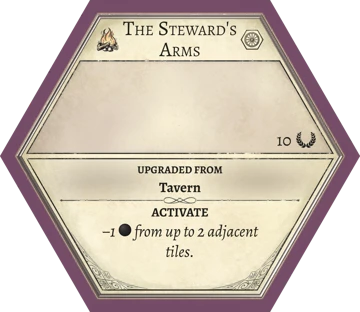 The Steward's
Arms
10
UPGRADED FROM
Tavern
ACTIVATE
−1 from up to 2 adjacent
tiles.